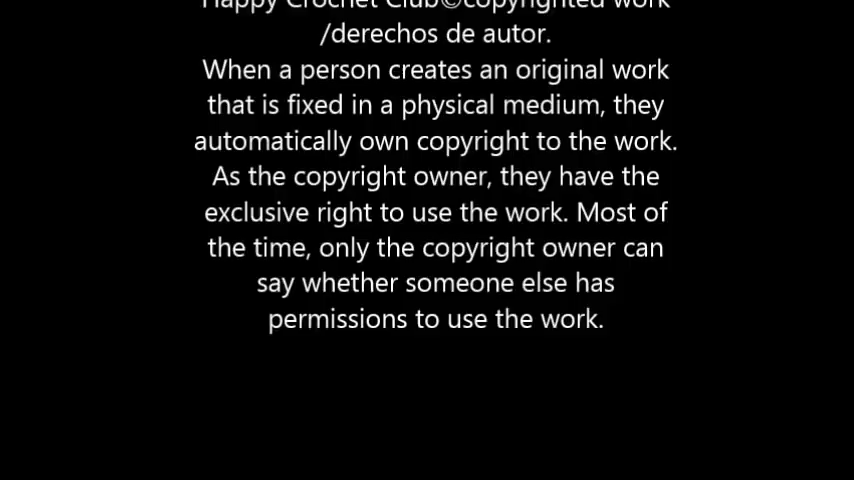 Happy Crochet Club©copyrighted work
/derechos de autor.
When a person creates an original work
that is fixed in a physical medium, they
automatically own copyright to the work.
As the copyright owner, they have the
exclusive right to use the work. Most of
the time, only the copyright owner can
say whether someone else has
permissions to use the work.